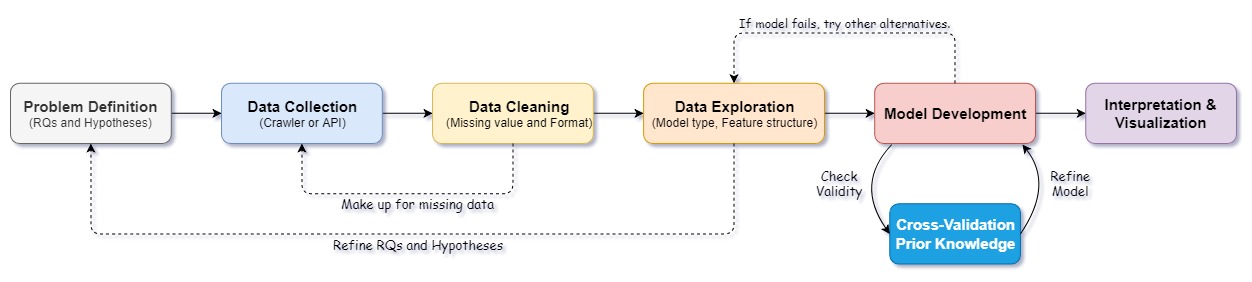 If model fails, try other alternatives.
Problem Definition
(RQs and Hypotheses)
Data Collection
(Crawler or API)
Data Cleaning
(Missing value and Format)
Data Exploration
(Model type, Feature structure)
Model Development
Interpretation &
Visualization
Check
Validity
Refine
Model
Make up for missing data
Cross-Validation
Prior Knowledge
Refine RQs and Hypotheses